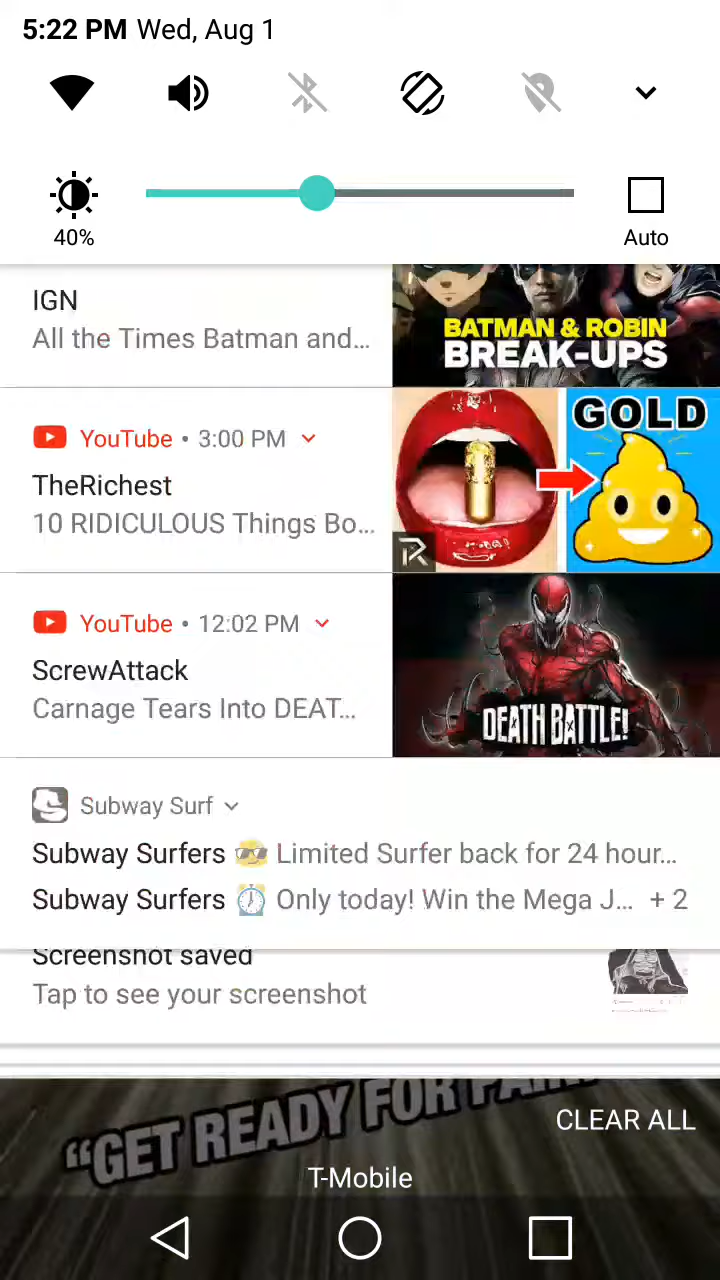 5:22 PM Wed, Aug 1
40%
Auto
IGN
All the Times Batman and...
BATMAN & ROBIN
BREAK-UPS
YouTube • 3:00 PM
TheRichest
10 RIDICULOUS Things Bo...
GOLD
R
YouTube • 12:02 PM
ScrewAttack
Carnage Tears Into DEAT...
DEATH BATTLE!
Subway Surf
Subway Surfers 😎 Limited Surfer back for 24 hour...
Subway Surfers ⏰ Only today! Win the Mega J... + 2
Screenshot saved
Tap to see your screenshot
"GET READY FOR
CLEAR ALL
T-Mobile